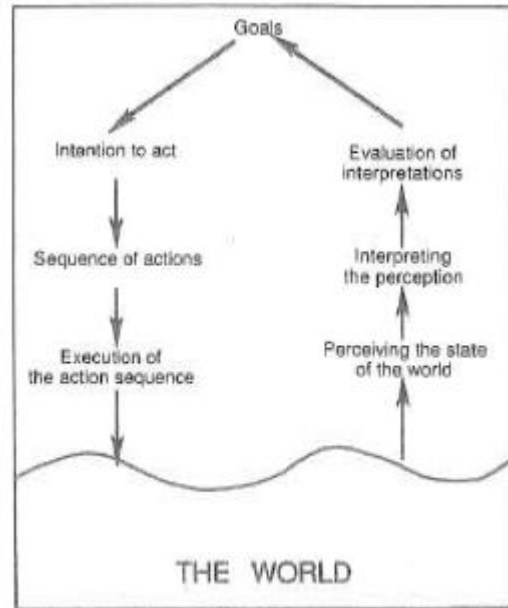 Goals
Intention to act
Sequence of actions
Execution of
the action sequence
Evaluation of
interpretations
Interpreting
the perception
Perceiving the state
of the world
THE WORLD